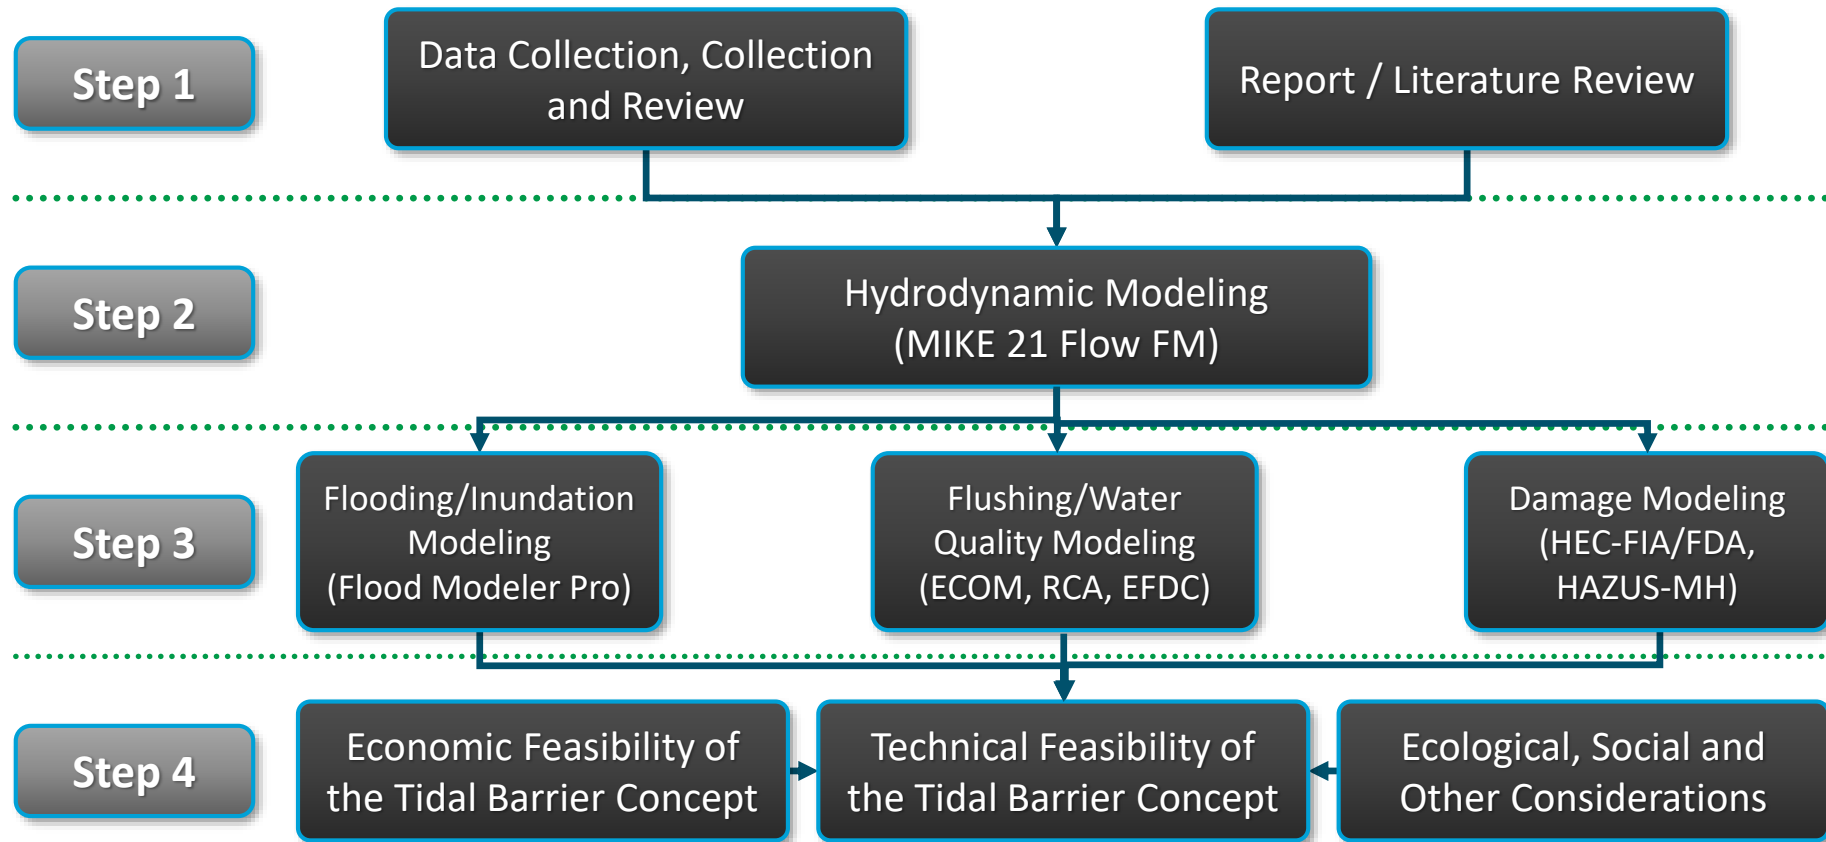 Step 1
Data Collection, Collection
and Review
Report / Literature Review
Step 2
Hydrodynamic Modeling
(MIKE 21 Flow FM)
Step 3
Flooding/Inundation
Modeling
(Flood Modeler Pro)
Flushing/Water
Quality Modeling
(ECOM, RCA, EFDC)
Damage Modeling
(HEC-FIA/FDA,
HAZUS-MH)
Step 4
Economic Feasibility of
the Tidal Barrier Concept
Technical Feasibility of
the Tidal Barrier Concept
Ecological, Social and
Other Considerations